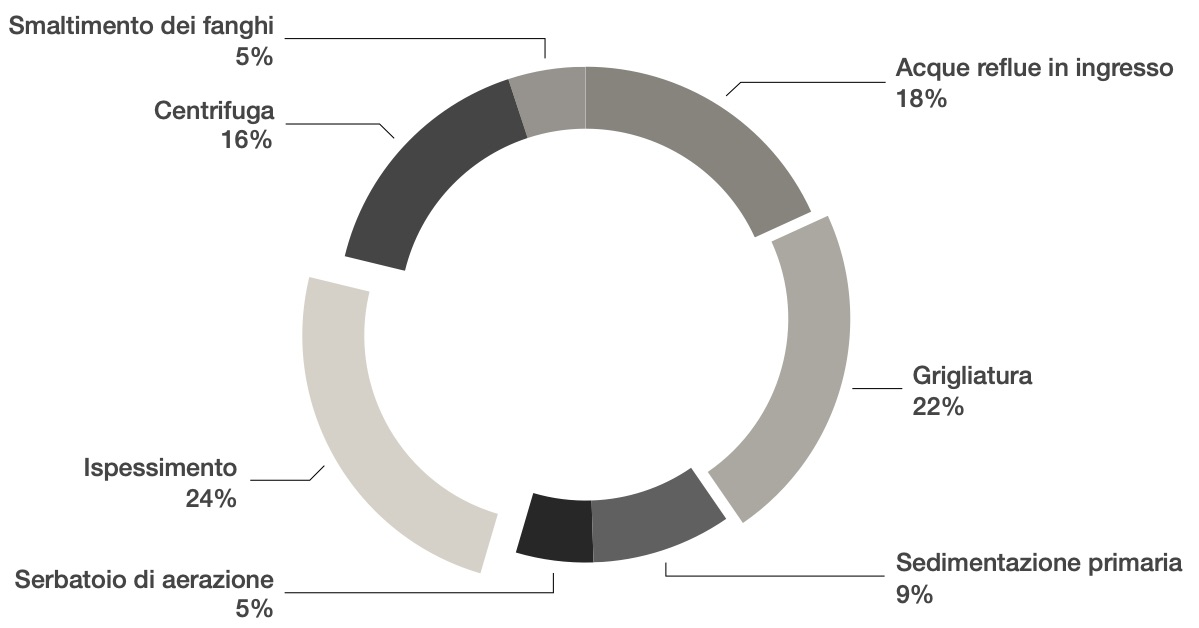 Smaltimento dei fanghi
5%
Acque reflue in ingresso
18%
Centrifuga
16%
Grigliatura
22%
Ispessimento
24%
Sedimentazione primaria
9%
Serbatoio di aerazione
5%